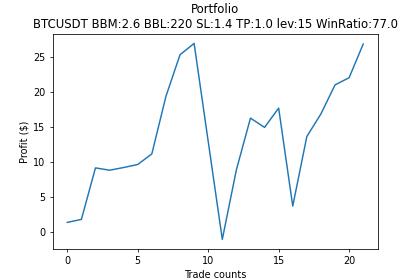 Portfolio
BTCUSDT BBM:2.6 BBL:220 SL:1.4 TP:1.0 lev:15 WinRatio:77.0
25
20
15
10
5
0
Profit ($)
0 5 10 15 20
Trade counts